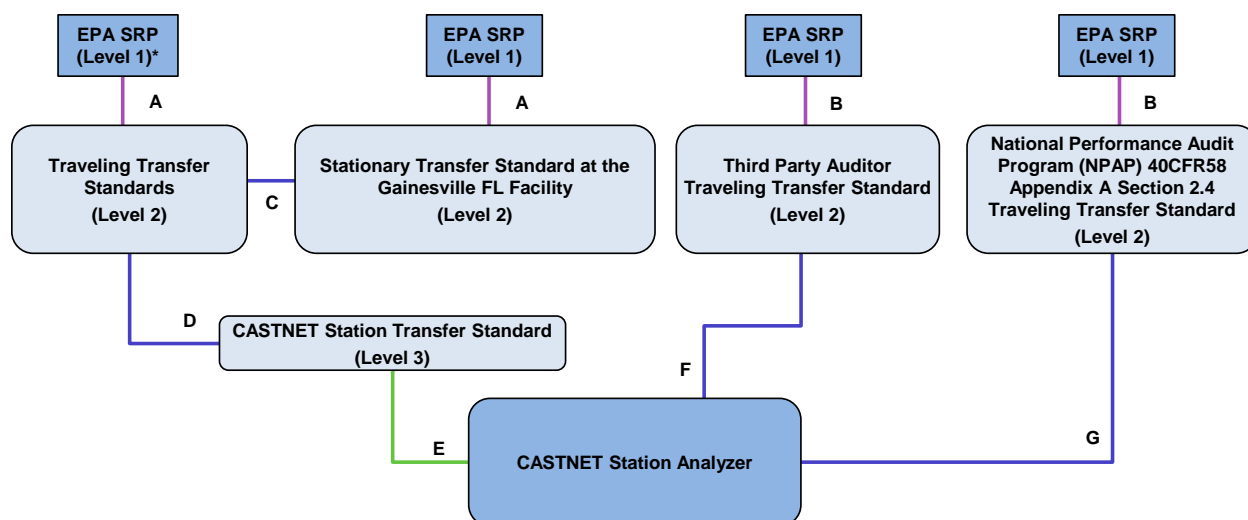 EPA SRP
(Level 1)*
EPA SRP
(Level 1)
EPA SRP
(Level 1)
EPA SRP
(Level 1)
A
A
B
B
Traveling Transfer
Standards
(Level 2)
C
Stationary Transfer Standard at the
Gainesville FL Facility
(Level 2)
Third Party Auditor
Traveling Transfer Standard
(Level 2)
National Performance Audit
Program (NPAP) 40CFR58
Appendix A Section 2.4
Traveling Transfer Standard
(Level 2)
D
CASTNET Station Transfer Standard
(Level 3)
F
E
CASTNET Station Analyzer
G